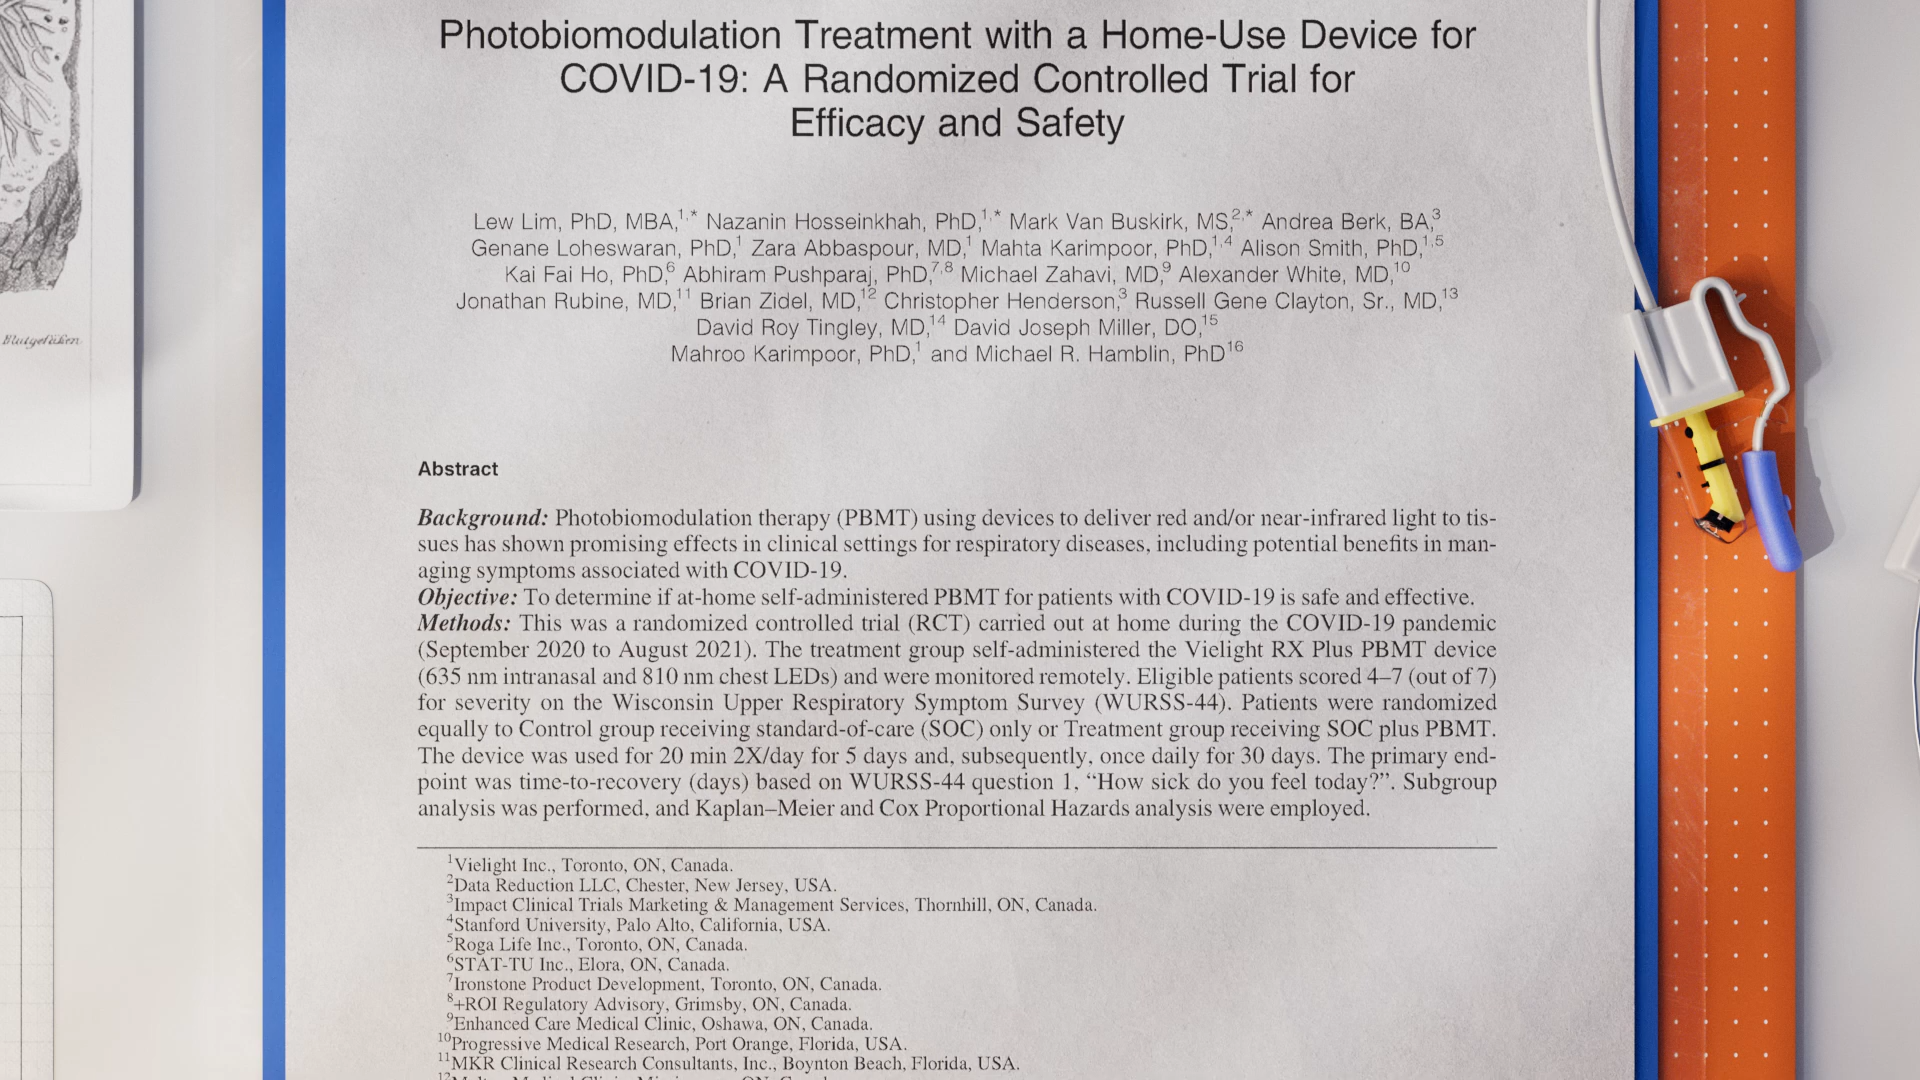 Photobiomodulation Treatment with a Home-Use Device for
COVID-19: A Randomized Controlled Trial for
Efficacy and Safety
Lew Lim, PhD, MBA,1,* Nazanin Hosseinkhah, PhD,1,* Mark Van Buskirk, MS,2,* Andrea Berk, BA,3
Genane Loheswaran, PhD,1 Zara Abbaspour, MD,1 Mahta Karimpoor, PhD,1,4 Alison Smith, PhD,1,5
Kai Fai Ho, PhD,6 Abhiram Pushparaj, PhD,7,8 Michael Zahavi, MD,9 Alexander White, MD,10
Jonathan Rubine, MD,11 Brian Zidel, MD,12 Christopher Henderson,3 Russell Gene Clayton, Sr., MD,13
David Roy Tingley, MD,14 David Joseph Miller, DO,15
Mahroo Karimpoor, PhD,1 and Michael R. Hamblin, PhD16
Blutgefäßen
Abstract
Background: Photobiomodulation therapy (PBMT) using devices to deliver red and/or near-infrared light to tis-
sues has shown promising effects in clinical settings for respiratory diseases, including potential benefits in man-
aging symptoms associated with COVID-19.
Objective: To determine if at-home self-administered PBMT for patients with COVID-19 is safe and effective.
Methods: This was a randomized controlled trial (RCT) carried out at home during the COVID-19 pandemic
(September 2020 to August 2021). The treatment group self-administered the Vielight RX Plus PBMT device
(635 nm intranasal and 810 nm chest LEDs) and were monitored remotely. Eligible patients scored 4–7 (out of 7)
for severity on the Wisconsin Upper Respiratory Symptom Survey (WURSS-44). Patients were randomized
equally to Control group receiving standard-of-care (SOC) only or Treatment group receiving SOC plus PBMT.
The device was used for 20 min 2X/day for 5 days and, subsequently, once daily for 30 days. The primary end-
point was time-to-recovery (days) based on WURSS-44 question 1, “How sick do you feel today?”. Subgroup
analysis was performed, and Kaplan–Meier and Cox Proportional Hazards analysis were employed.
1Vielight Inc., Toronto, ON, Canada.
2Data Reduction LLC, Chester, New Jersey, USA.
3Impact Clinical Trials Marketing & Management Services, Thornhill, ON, Canada.
4Stanford University, Palo Alto, California, USA.
5Roga Life Inc., Toronto, ON, Canada.
6STAT-TU Inc., Elora, ON, Canada.
7Ironstone Product Development, Toronto, ON, Canada.
8+ROI Regulatory Advisory, Grimsby, ON, Canada.
9Enhanced Care Medical Clinic, Oshawa, ON, Canada.
10Progressive Medical Research, Port Orange, Florida, USA.
11MKR Clinical Research Consultants, Inc., Boynton Beach, Florida, USA.